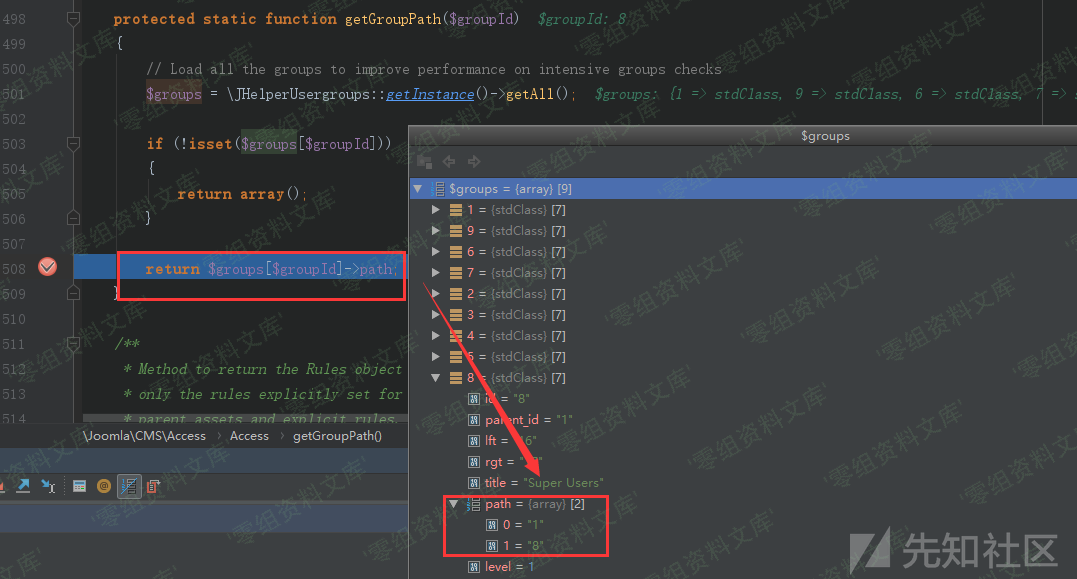 498 protected static function getGroupPath($groupId) $groupId: 8
499 {
500 // Load all the groups to improve performance on intensive groups checks
501 $groups = \JHelperUsergroups::getInstance()->getAll(); $groups: {1 => stdClass, 9 => stdClass, 6 => stdClass, 7 =>
502
503 if (!isset($groups[$groupId]))
504 {
505 return array();
506 }
507
508 return $groups[$groupId]->path;
509 }
510
511 /**
512 * Method to return the Rules object
513 * only the rules explicitly set for
514 * parent assets and explicit rules.
\Joomla\CMS\Access › Access › getGroupPath()
$groups
$groups = {array} [9]
1 = {stdClass} [7]
9 = {stdClass} [7]
6 = {stdClass} [7]
7 = {stdClass} [7]
2 = {stdClass} [7]
3 = {stdClass} [7]
4 = {stdClass} [7]
5 = {stdClass} [7]
8 = {stdClass} [7]
id = "8"
parent_id = "1"
lft = "16"
rgt =
title = "Super Users"
path = {array} [2]
0 = "1"
1 = "8"
level = 1
先知社区
零组资料文库